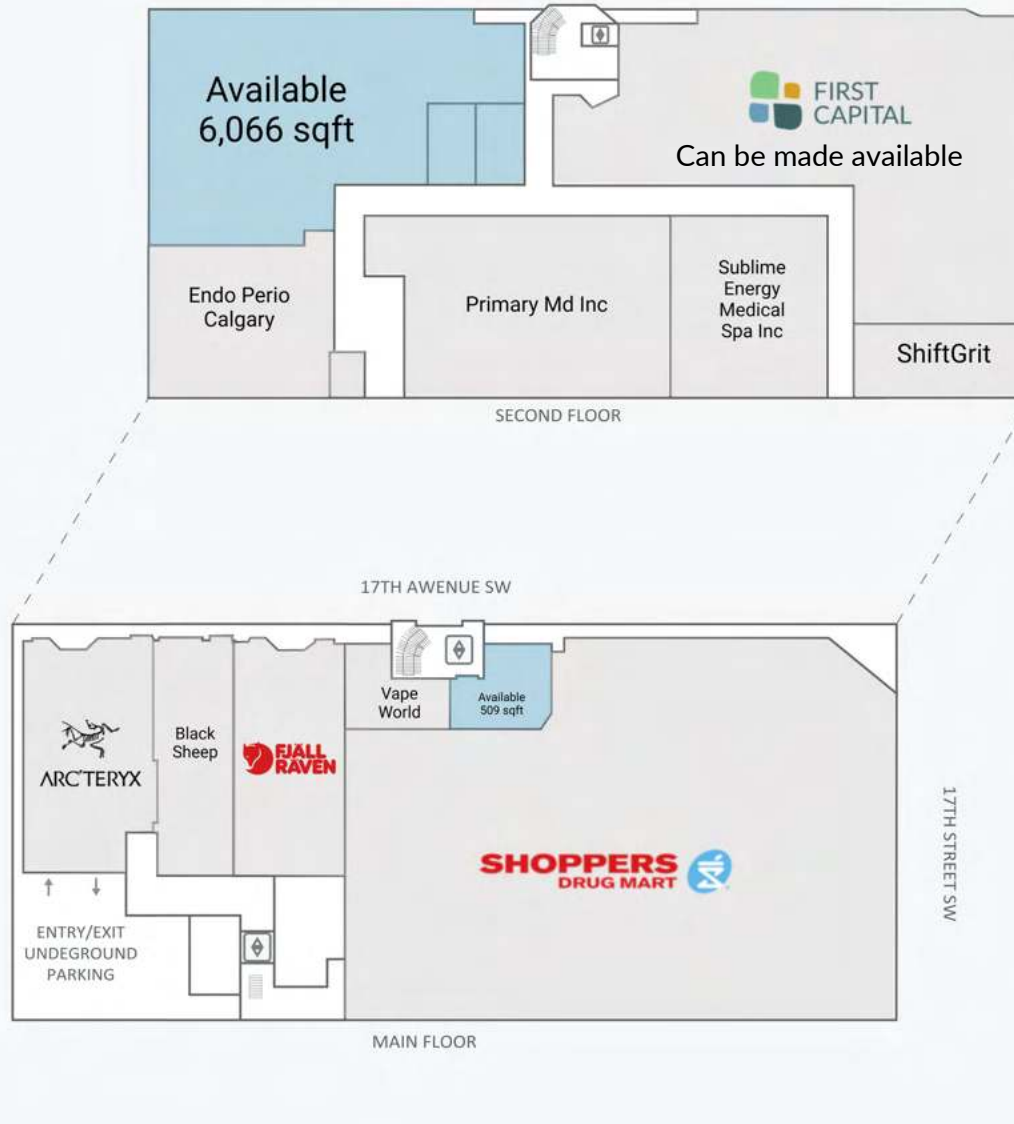 Available
6,066 sqft
FIRST
CAPITAL
Can be made available
Endo Perio
Calgary
Primary Md Inc
Sublime
Energy
Medical
Spa Inc
ShiftGrit
SECOND FLOOR
17TH AWENUE SW
ARC'TERYX
Black
Sheep
FJÄLL
RÄVEN
Vape
World
Available
509 sqft
SHOPPERS
DRUG MART
17TH STREET SW
ENTRY/EXIT
UNDEGROUND
PARKING
MAIN FLOOR